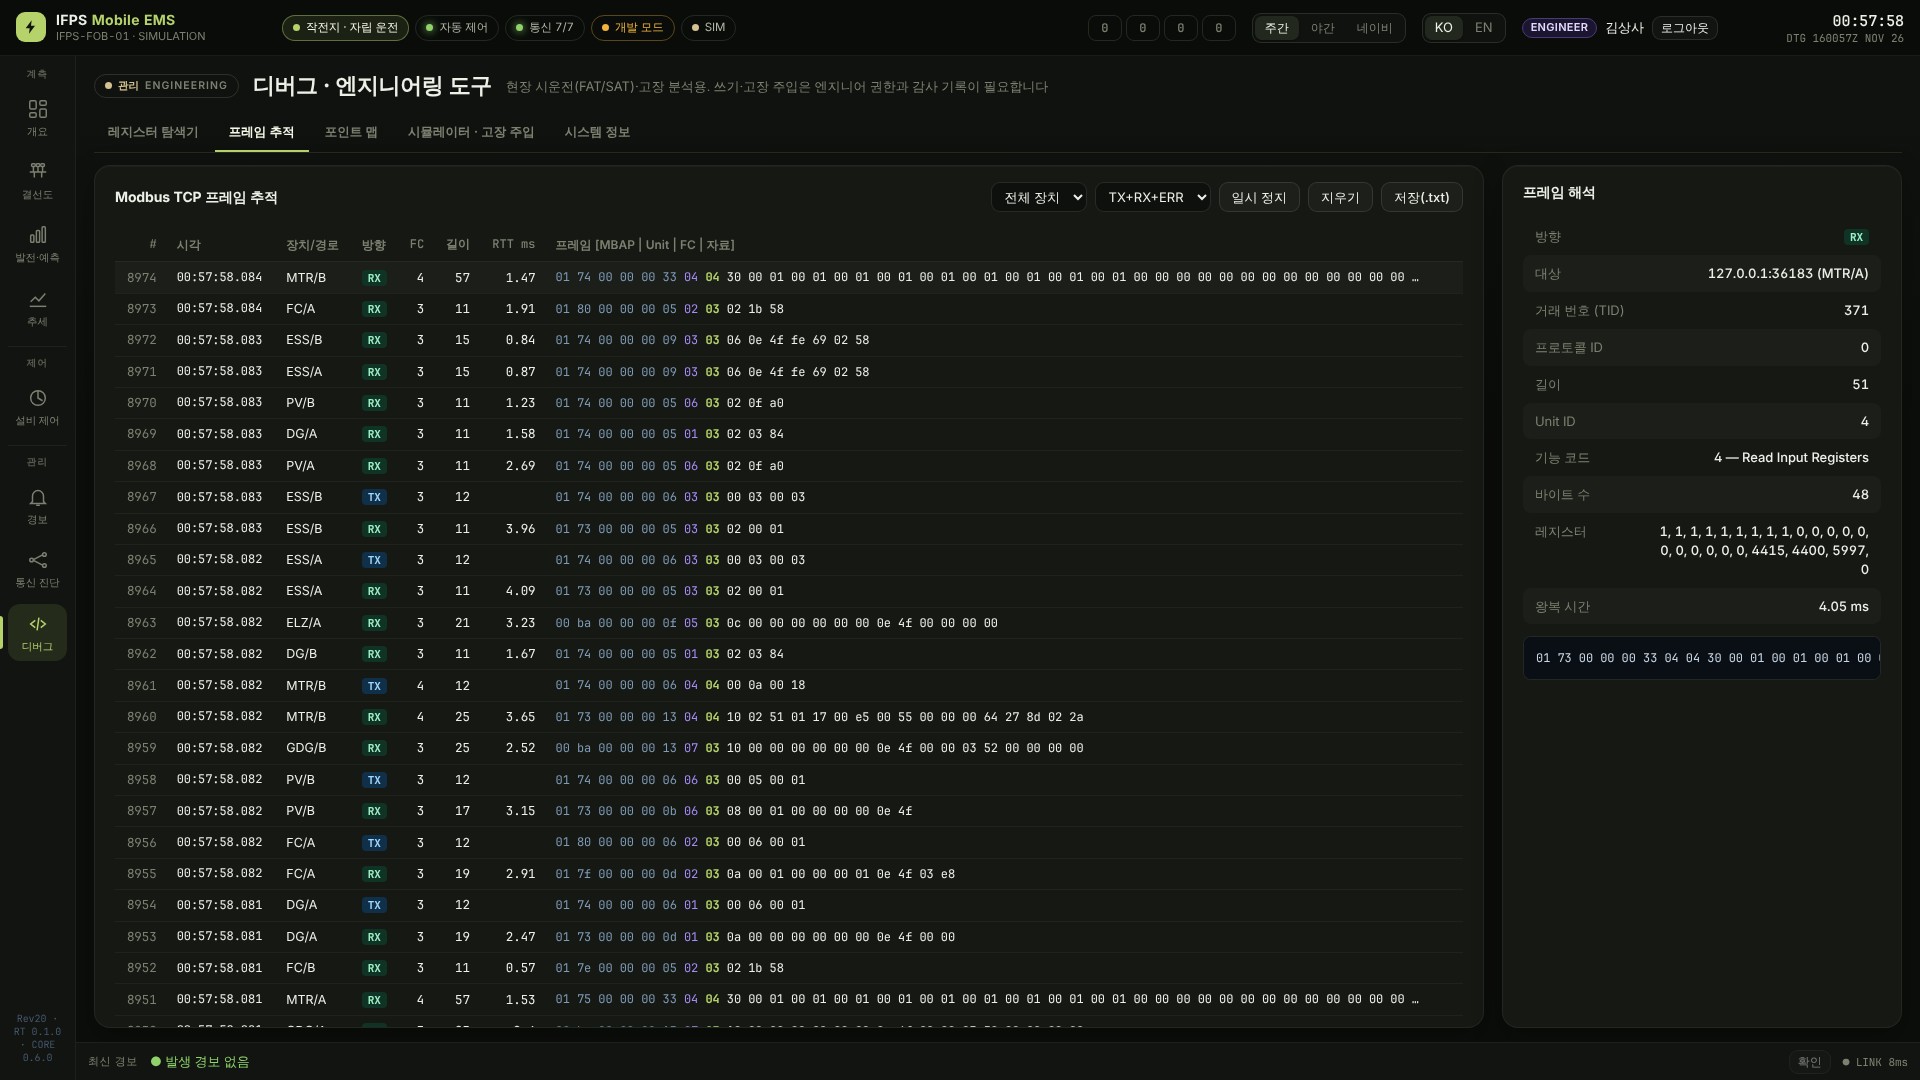 IFPS Mobile EMS
IFPS-FOB-01 · SIMULATION
작전지 · 자립 운전
자동 제어
통신 7/7
개발 모드
SIM
0 0 0 0
주간 야간 네이비
KO EN
ENGINEER 김상사 로그아웃
00:57:58
DTG 160057Z NOV 26
계측
개요
결선도
발전·예측
추세
제어
설비 제어
관리
경보
통신 진단
디버그
Rev20 ·
RT 0.1.0
· CORE
0.6.0
관리 ENGINEERING
디버그 · 엔지니어링 도구
현장 시운전(FAT/SAT)·고장 분석용. 쓰기·고장 주입은 엔지니어 권한과 감사 기록이 필요합니다
레지스터 탐색기 프레임 추적 포인트 맵 시뮬레이터 · 고장 주입 시스템 정보
Modbus TCP 프레임 추적
전체 장치 TX+RX+ERR 일시 정지 지우기 저장(.txt)
# 시각 장치/경로 방향 FC 길이 RTT ms 프레임 [MBAP | Unit | FC | 자료]
8974 00:57:58.084 MTR/B RX 4 57 1.47 01 74 00 00 00 33 04 04 30 00 01 00 01 00 01 00 01 00 01 00 01 00 01 00 01 00 01 00 00 00 00 00 00 00 00 00 00 00 00 …
8973 00:57:58.084 FC/A RX 3 11 1.91 01 80 00 00 00 05 02 03 02 1b 58
8972 00:57:58.083 ESS/B RX 3 15 0.84 01 74 00 00 00 09 03 03 06 0e 4f fe 69 02 58
8971 00:57:58.083 ESS/A RX 3 15 0.87 01 74 00 00 00 09 03 03 06 0e 4f fe 69 02 58
8970 00:57:58.083 PV/B RX 3 11 1.23 01 74 00 00 00 05 06 03 02 0f a0
8969 00:57:58.083 DG/A RX 3 11 1.58 01 74 00 00 00 05 01 03 02 03 84
8968 00:57:58.083 PV/A RX 3 11 2.69 01 74 00 00 00 05 06 03 02 0f a0
8967 00:57:58.083 ESS/B TX 3 12 01 74 00 00 00 06 03 03 00 03 00 03
8966 00:57:58.083 ESS/B RX 3 11 3.96 01 73 00 00 00 05 03 03 02 00 01
8965 00:57:58.082 ESS/A TX 3 12 01 74 00 00 00 06 03 03 00 03 00 03
8964 00:57:58.082 ESS/A RX 3 11 4.09 01 73 00 00 00 05 03 03 02 00 01
8963 00:57:58.082 ELZ/A RX 3 21 3.23 00 ba 00 00 00 0f 05 03 0c 00 00 00 00 00 00 0e 4f 00 00 00 00
8962 00:57:58.082 DG/B RX 3 11 1.67 01 74 00 00 00 05 01 03 02 03 84
8961 00:57:58.082 MTR/B TX 4 12 01 74 00 00 00 06 04 04 00 0a 00 18
8960 00:57:58.082 MTR/B RX 4 25 3.65 01 73 00 00 00 13 04 04 10 02 51 01 17 00 e5 00 55 00 00 00 64 27 8d 02 2a
8959 00:57:58.082 GDG/B RX 3 25 2.52 00 ba 00 00 00 13 07 03 10 00 00 00 00 00 00 0e 4f 00 00 03 52 00 00 00 00
8958 00:57:58.082 PV/B TX 3 12 01 74 00 00 00 06 06 03 00 05 00 01
8957 00:57:58.082 PV/B RX 3 17 3.15 01 73 00 00 00 0b 06 03 08 00 01 00 00 00 00 0e 4f
8956 00:57:58.082 FC/A TX 3 12 01 80 00 00 00 06 02 03 00 06 00 01
8955 00:57:58.082 FC/A RX 3 19 2.91 01 7f 00 00 00 0d 02 03 0a 00 01 00 00 00 01 0e 4f 03 e8
8954 00:57:58.081 DG/A TX 3 12 01 74 00 00 00 06 01 03 00 06 00 01
8953 00:57:58.081 DG/A RX 3 19 2.47 01 73 00 00 00 0d 01 03 0a 00 00 00 00 00 00 0e 4f 00 00
8952 00:57:58.081 FC/B RX 3 11 0.57 01 7e 00 00 00 05 02 03 02 1b 58
8951 00:57:58.081 MTR/A RX 4 57 1.53 01 75 00 00 00 33 04 04 30 00 01 00 01 00 01 00 01 00 01 00 01 00 01 00 01 00 01 00 00 00 00 00 00 00 00 00 00 00 00 …
프레임 해석
방향 RX
대상 127.0.0.1:36183 (MTR/A)
거래 번호 (TID) 371
프로토콜 ID 0
길이 51
Unit ID 4
기능 코드 4 — Read Input Registers
바이트 수 48
레지스터 1, 1, 1, 1, 1, 1, 1, 1, 1, 0, 0, 0, 0, 0,
0, 0, 0, 0, 0, 0, 4415, 4400, 5997,
0
왕복 시간 4.05 ms
01 73 00 00 00 33 04 04 30 00 01 00 01 00 01 00
최신 경보 발생 경보 없음
확인 LINK 8ms